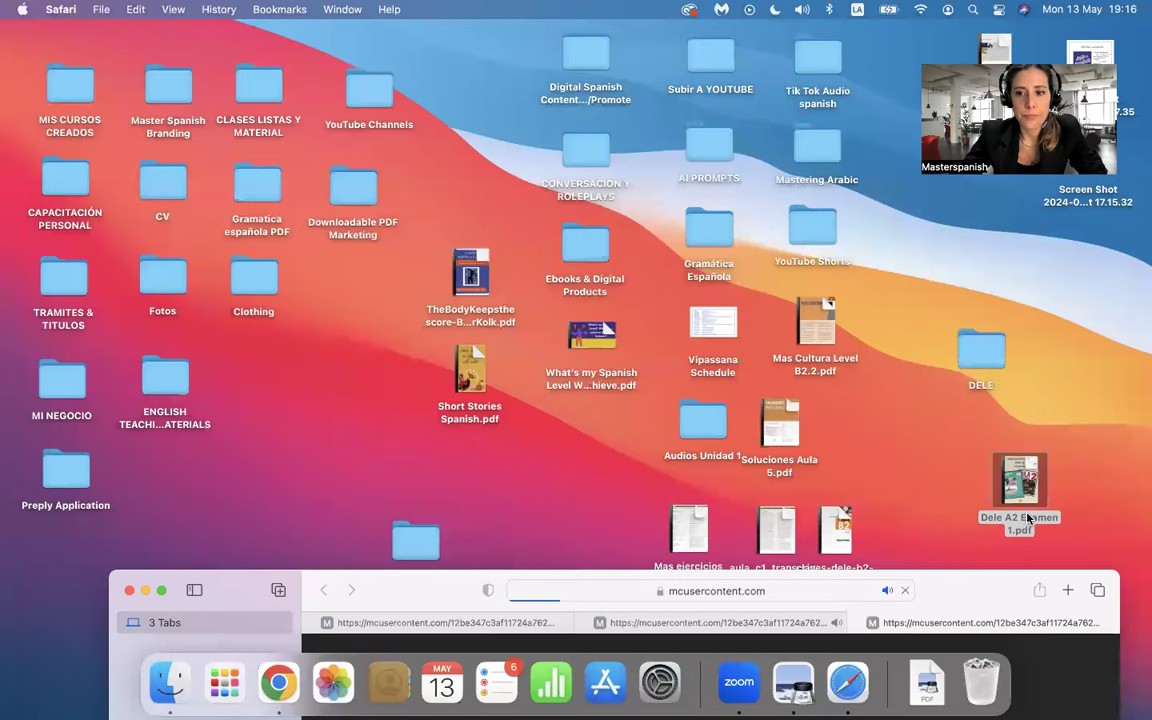 Safari File Edit View History Bookmarks Window Help LA Mon 13 May 19:16
MIS CURSOS
CREADOS
Master Spanish
Branding
CLASES LISTAS Y
MATERIAL
YouTube Channels
Digital Spanish
Content.../Promote
Subir A YOUTUBE
Tik Tok Audio
spanish
7.35
Masterspanish
Screen Shot
2024-0...t 17.15.32
CAPACITACIÓN
PERSONAL
CV
Gramatica
española PDF
Downloadable PDF
Marketing
CONVERSACION Y
ROLEPLAYS
AI PROMPTS
Mastering Arabic
TRAMITES &
TITULOS
Fotos
Clothing
TheBodyKeepsthe
score-B...rKolk.pdf
Ebooks & Digital
Products
Gramática
Española
YouTube Shorts
What's my Spanish
Level W...hieve.pdf
Vipassana
Schedule
Mas Cultura Level
B2.2.pdf
DELE
MI NEGOCIO
ENGLISH
TEACHI...ATERIALS
Short Stories
Spanish.pdf
Audios Unidad 1
Soluciones Aula
5.pdf
Preply Application
Dele A2 Examen
1.pdf
Mas ejercicios
mcusercontent.com
3 Tabs
M https://mcusercontent.com/12be347c3af11724a762...
M https://mcusercontent.com/12be347c3af11724a762...
M https://mcusercontent.com/12be347c3af11724a762...
MAY
13
6
zoom
PDF